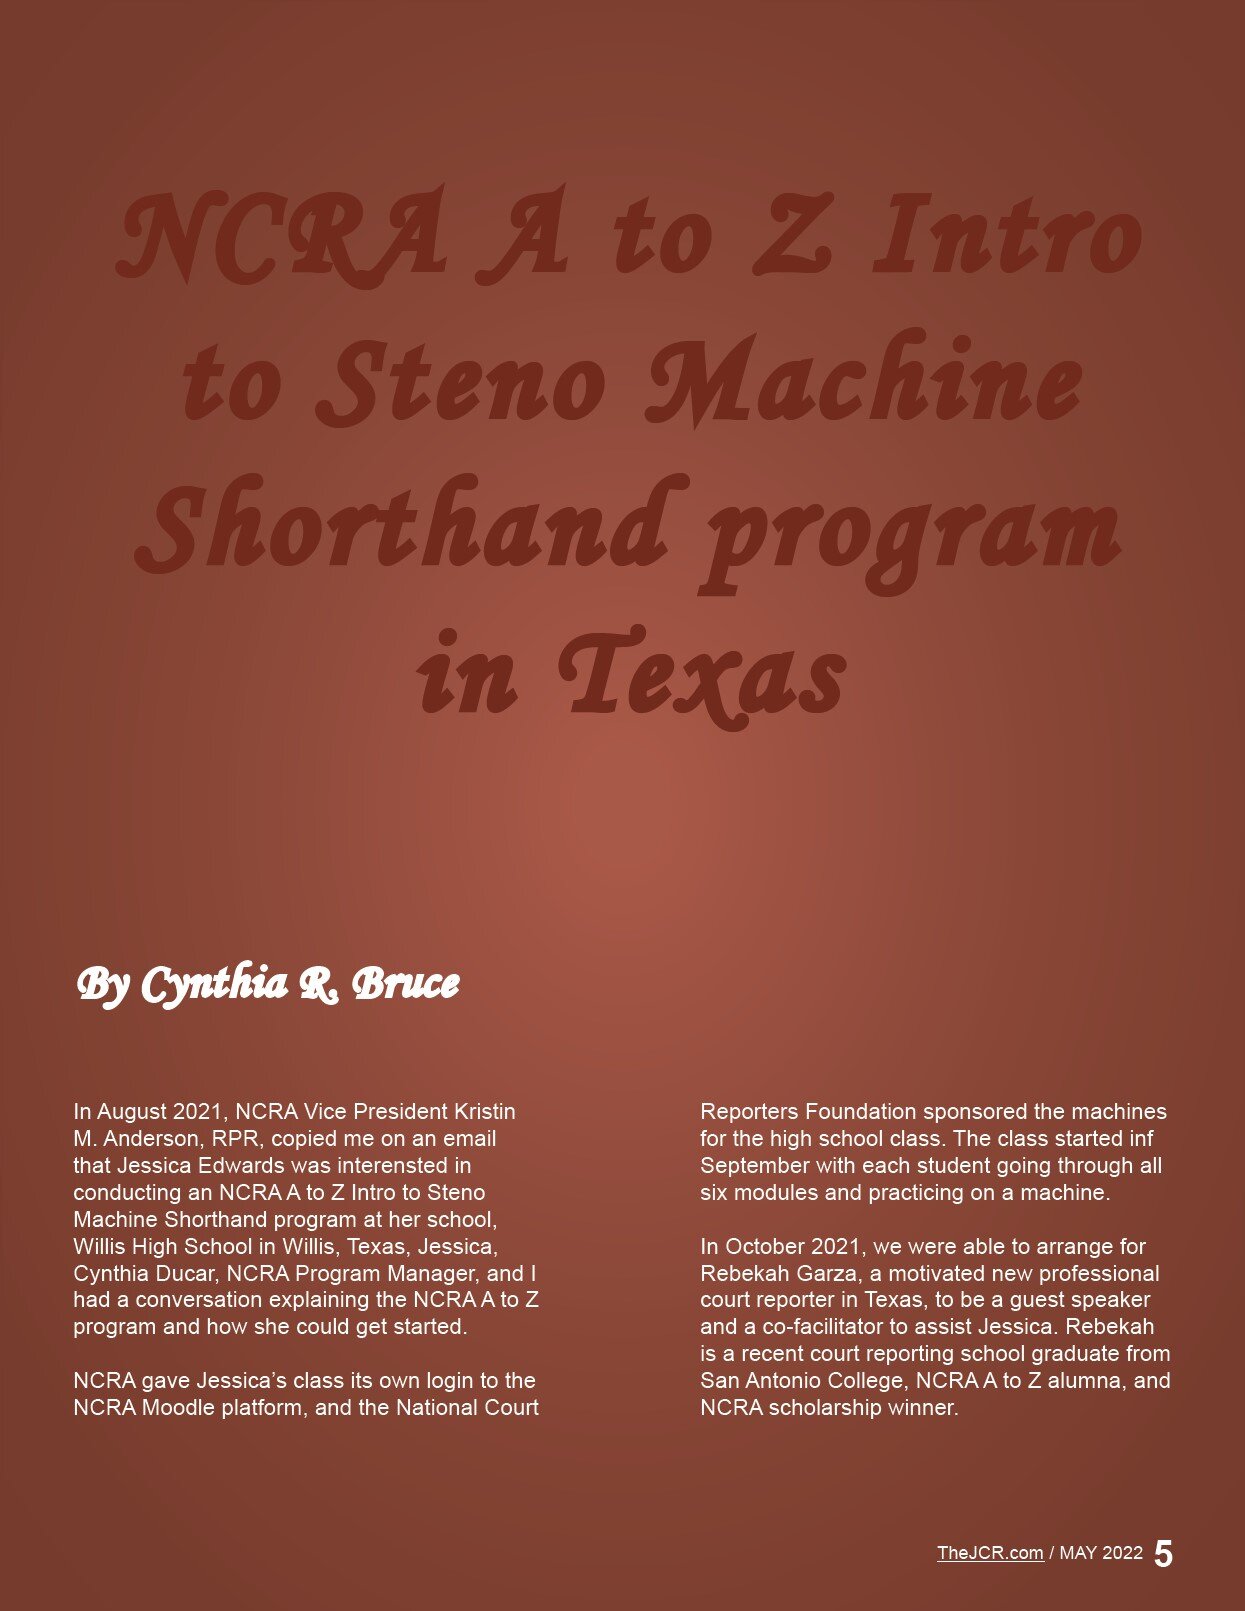 NCRA A to Z Intro
to Steno Machine
Shorthand program
in Texas
By Cynthia R. Bruce
In August 2021, NCRA Vice President Kristin
M. Anderson, RPR, copied me on an email
that Jessica Edwards was interensted in
conducting an NCRA A to Z Intro to Steno
Machine Shorthand program at her school,
Willis High School in Willis, Texas, Jessica,
Cynthia Ducar, NCRA Program Manager, and I
had a conversation explaining the NCRA A to Z
program and how she could get started.
NCRA gave Jessica’s class its own login to the
NCRA Moodle platform, and the National Court
Reporters Foundation sponsored the machines
for the high school class. The class started inf
September with each student going through all
six modules and practicing on a machine.
In October 2021, we were able to arrange for
Rebekah Garza, a motivated new professional
court reporter in Texas, to be a guest speaker
and a co-facilitator to assist Jessica. Rebekah
is a recent court reporting school graduate from
San Antonio College, NCRA A to Z alumna, and
NCRA scholarship winner.
TheJCR.com / MAY 2022 5